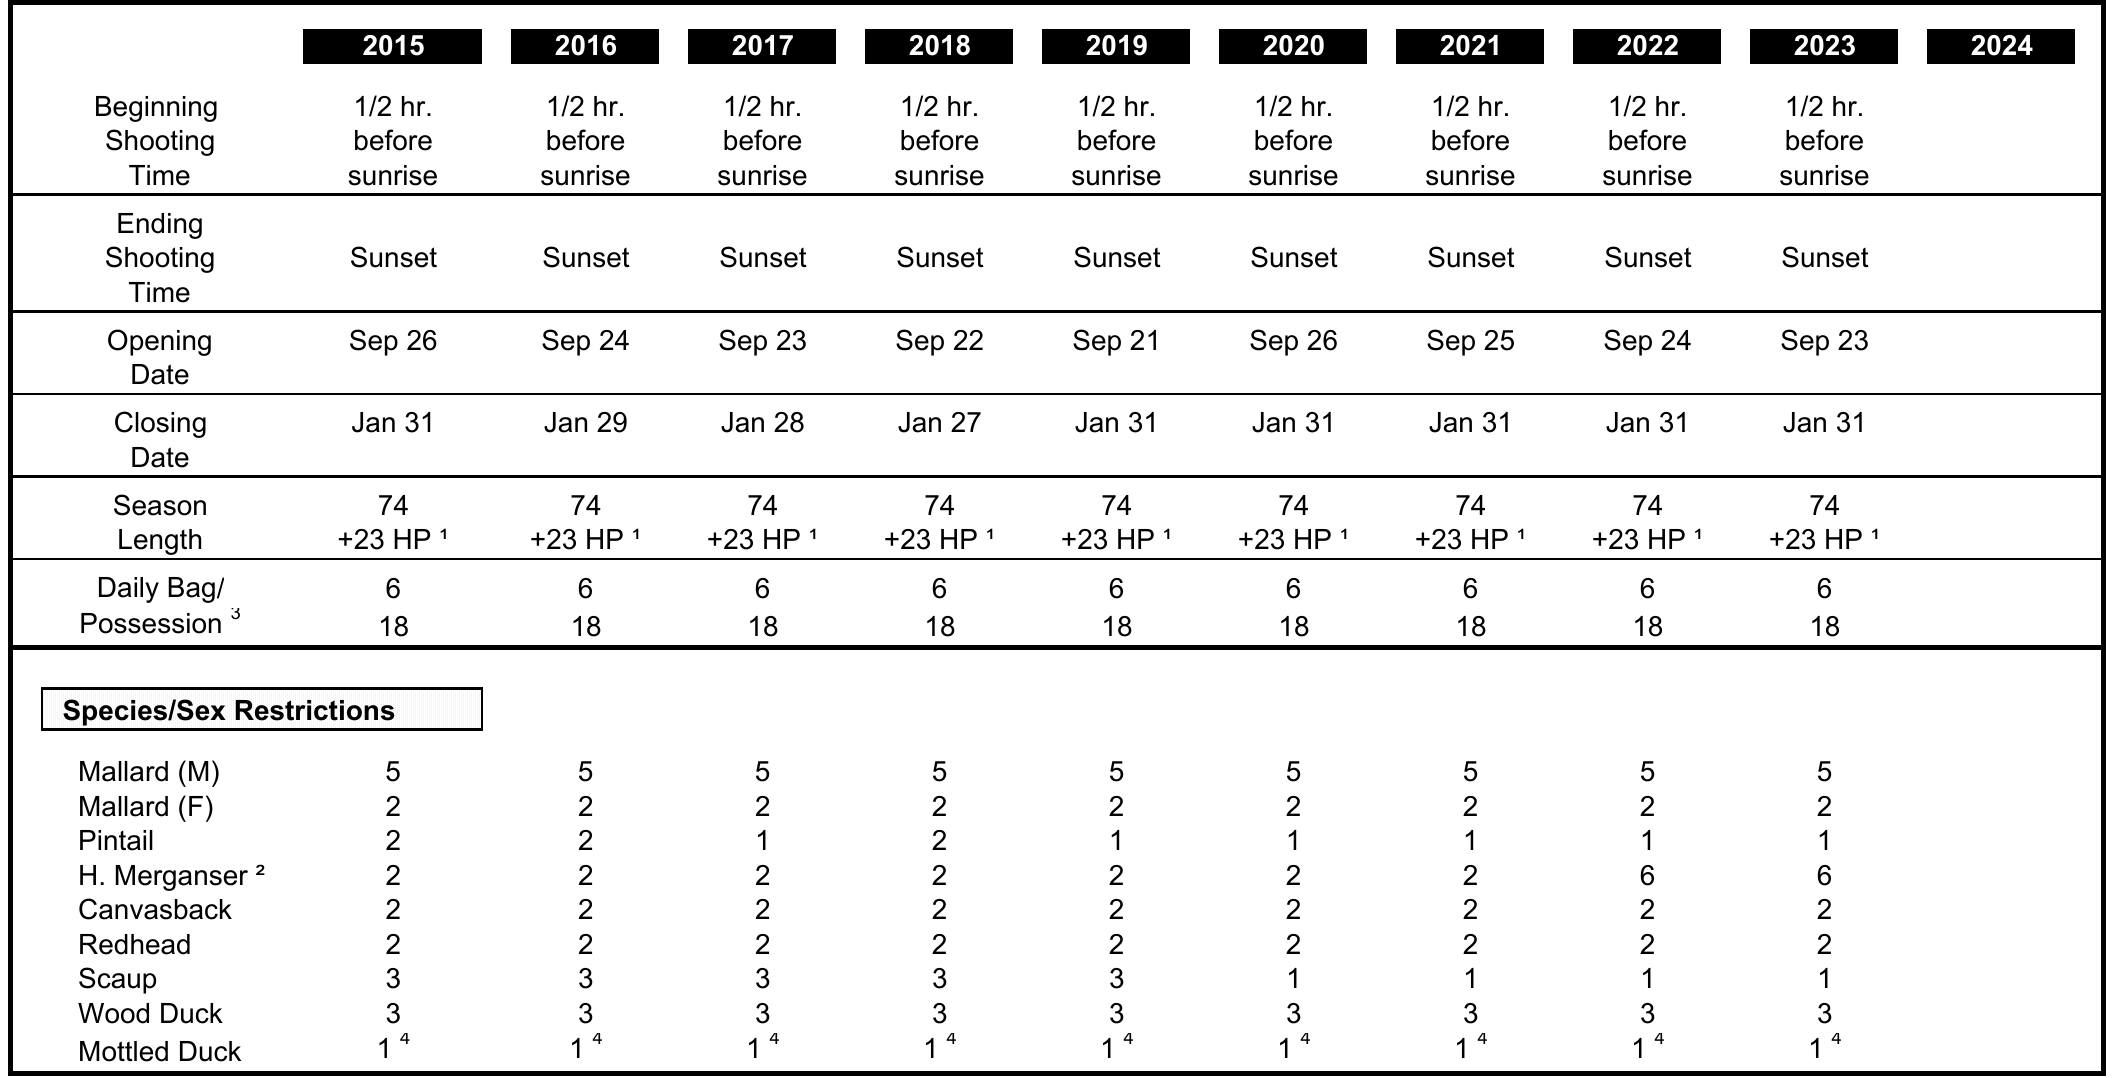 2015 2016 2017 2018 2019 2020 2021 2022 2023 2024
Beginning 1/2 hr. 1/2 hr. 1/2 hr. 1/2 hr. 1/2 hr. 1/2 hr. 1/2 hr. 1/2 hr. 1/2 hr.
Shooting before before before before before before before before before
Time sunrise sunrise sunrise sunrise sunrise sunrise sunrise sunrise sunrise
Ending
Shooting Sunset Sunset Sunset Sunset Sunset Sunset Sunset Sunset Sunset
Time
Opening Sep 26 Sep 24 Sep 23 Sep 22 Sep 21 Sep 26 Sep 25 Sep 24 Sep 23
Date
Closing Jan 31 Jan 29 Jan 28 Jan 27 Jan 31 Jan 31 Jan 31 Jan 31 Jan 31
Date
Season 74 74 74 74 74 74 74 74 74
Length +23 HP ¹ +23 HP ¹ +23 HP ¹ +23 HP ¹ +23 HP ¹ +23 HP ¹ +23 HP ¹ +23 HP ¹ +23 HP ¹
Daily Bag/ 6 6 6 6 6 6 6 6 6
Possession ³ 18 18 18 18 18 18 18 18 18
Species/Sex Restrictions
Mallard (M) 5 5 5 5 5 5 5 5 5
Mallard (F) 2 2 2 2 2 2 2 2 2
Pintail 2 2 1 2 1 1 1 1 1
H. Merganser ² 2 2 2 2 2 2 2 6 6
Canvasback 2 2 2 2 2 2 2 2 2
Redhead 2 2 2 2 2 2 2 2 2
Scaup 3 3 3 3 3 1 1 1 1
Wood Duck 3 3 3 3 3 3 3 3 3
Mottled Duck 1 ⁴ 1 ⁴ 1 ⁴ 1 ⁴ 1 ⁴ 1 ⁴ 1 ⁴ 1 ⁴ 1 ⁴